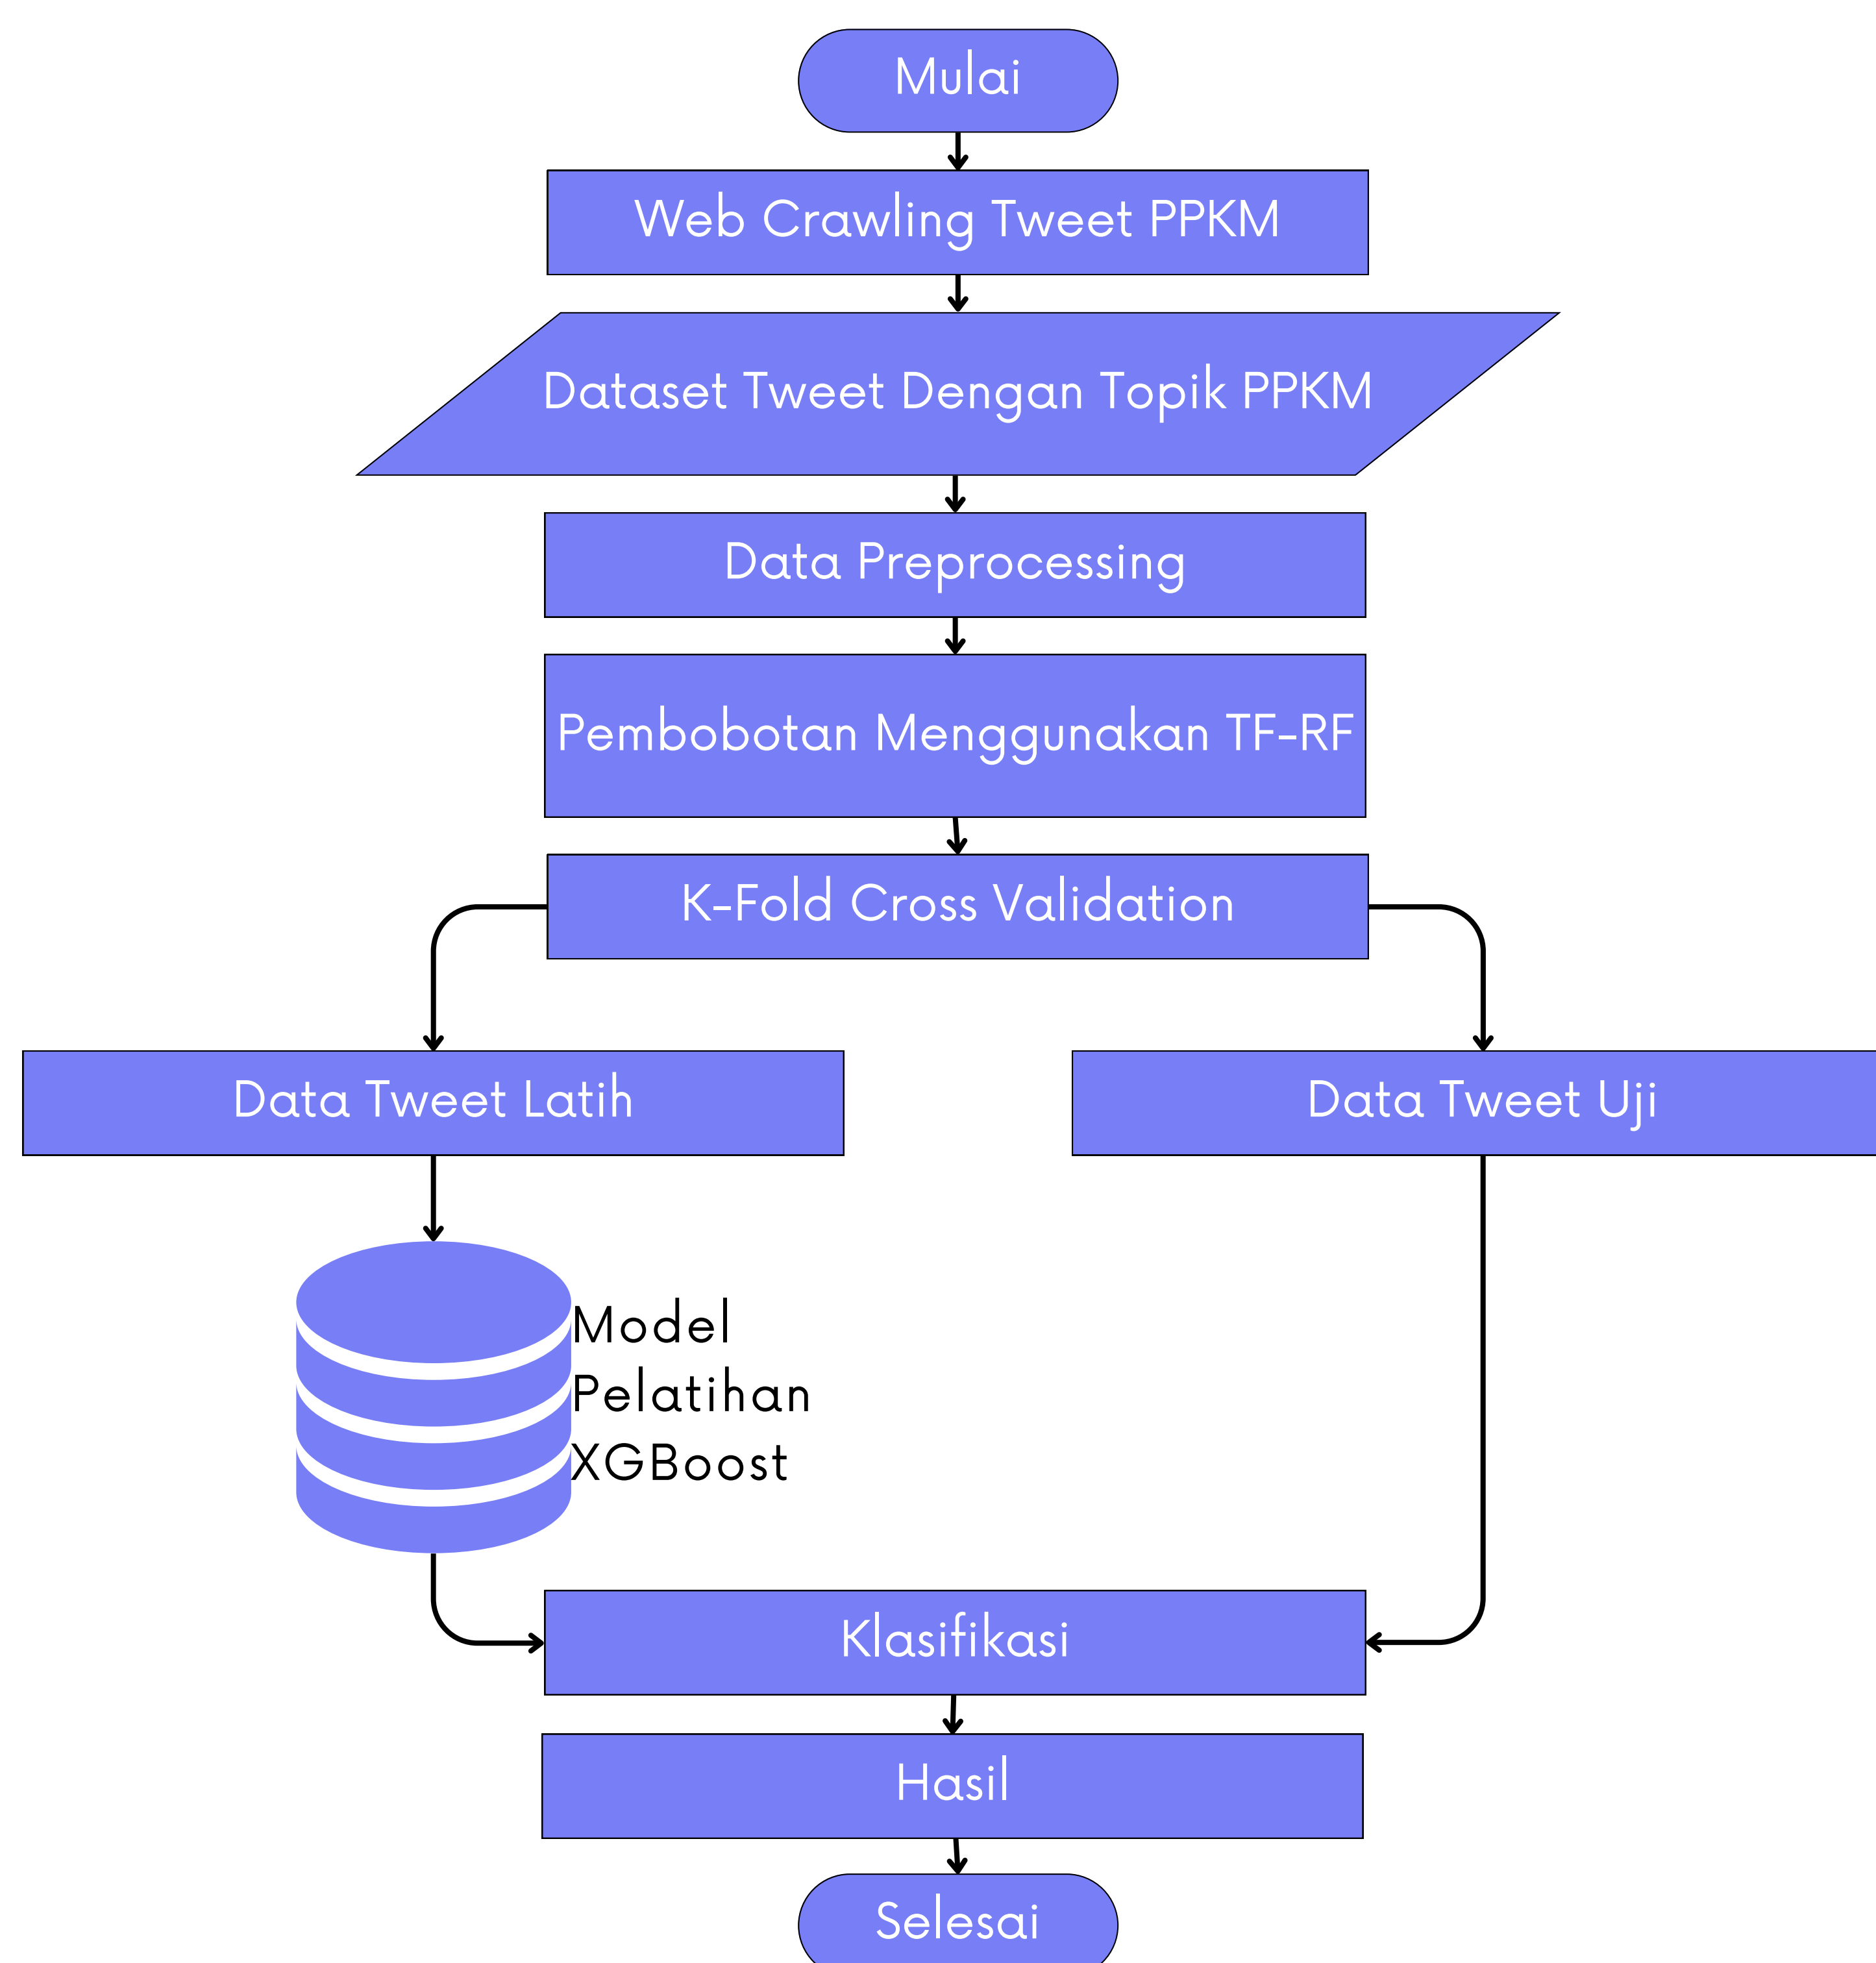 Mulai
Web Crawling Tweet PPKM
Dataset Tweet Dengan Topik PPKM
Data Preprocessing
Pembobotan Menggunakan TF-RF
K-Fold Cross Validation
Data Tweet Latih
Data Tweet Uji
Model
Pelatihan
XGBoost
Klasifikasi
Hasil
Selesai